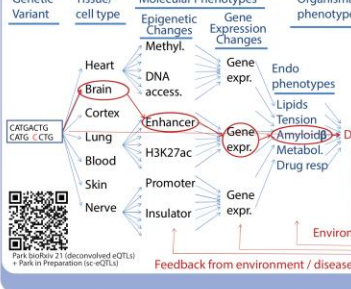 Genetic
Variant
Tissue/
cell type
Molecular Phenotypes
Epigenetic
Changes
Gene
Expression
Changes
Organisma
phenotype
Methyl.
DNA
access.
Enhancer
H3K27ac
Promoter
Insulator
Heart
Brain
Cortex
Lung
Blood
Skin
Nerve
CATGACTG
CATG CCTG
Gene
expr.
Gene
expr.
Gene
expr.
Endo
phenotypes
Lipids
Tension
Amyloidβ
Metabol.
Drug resp
D
Environ
Park bioRxiv 21 (deconvolved eQTLs)
+ Park in Preparation (sc-eQTLs)
Feedback from environment / disease